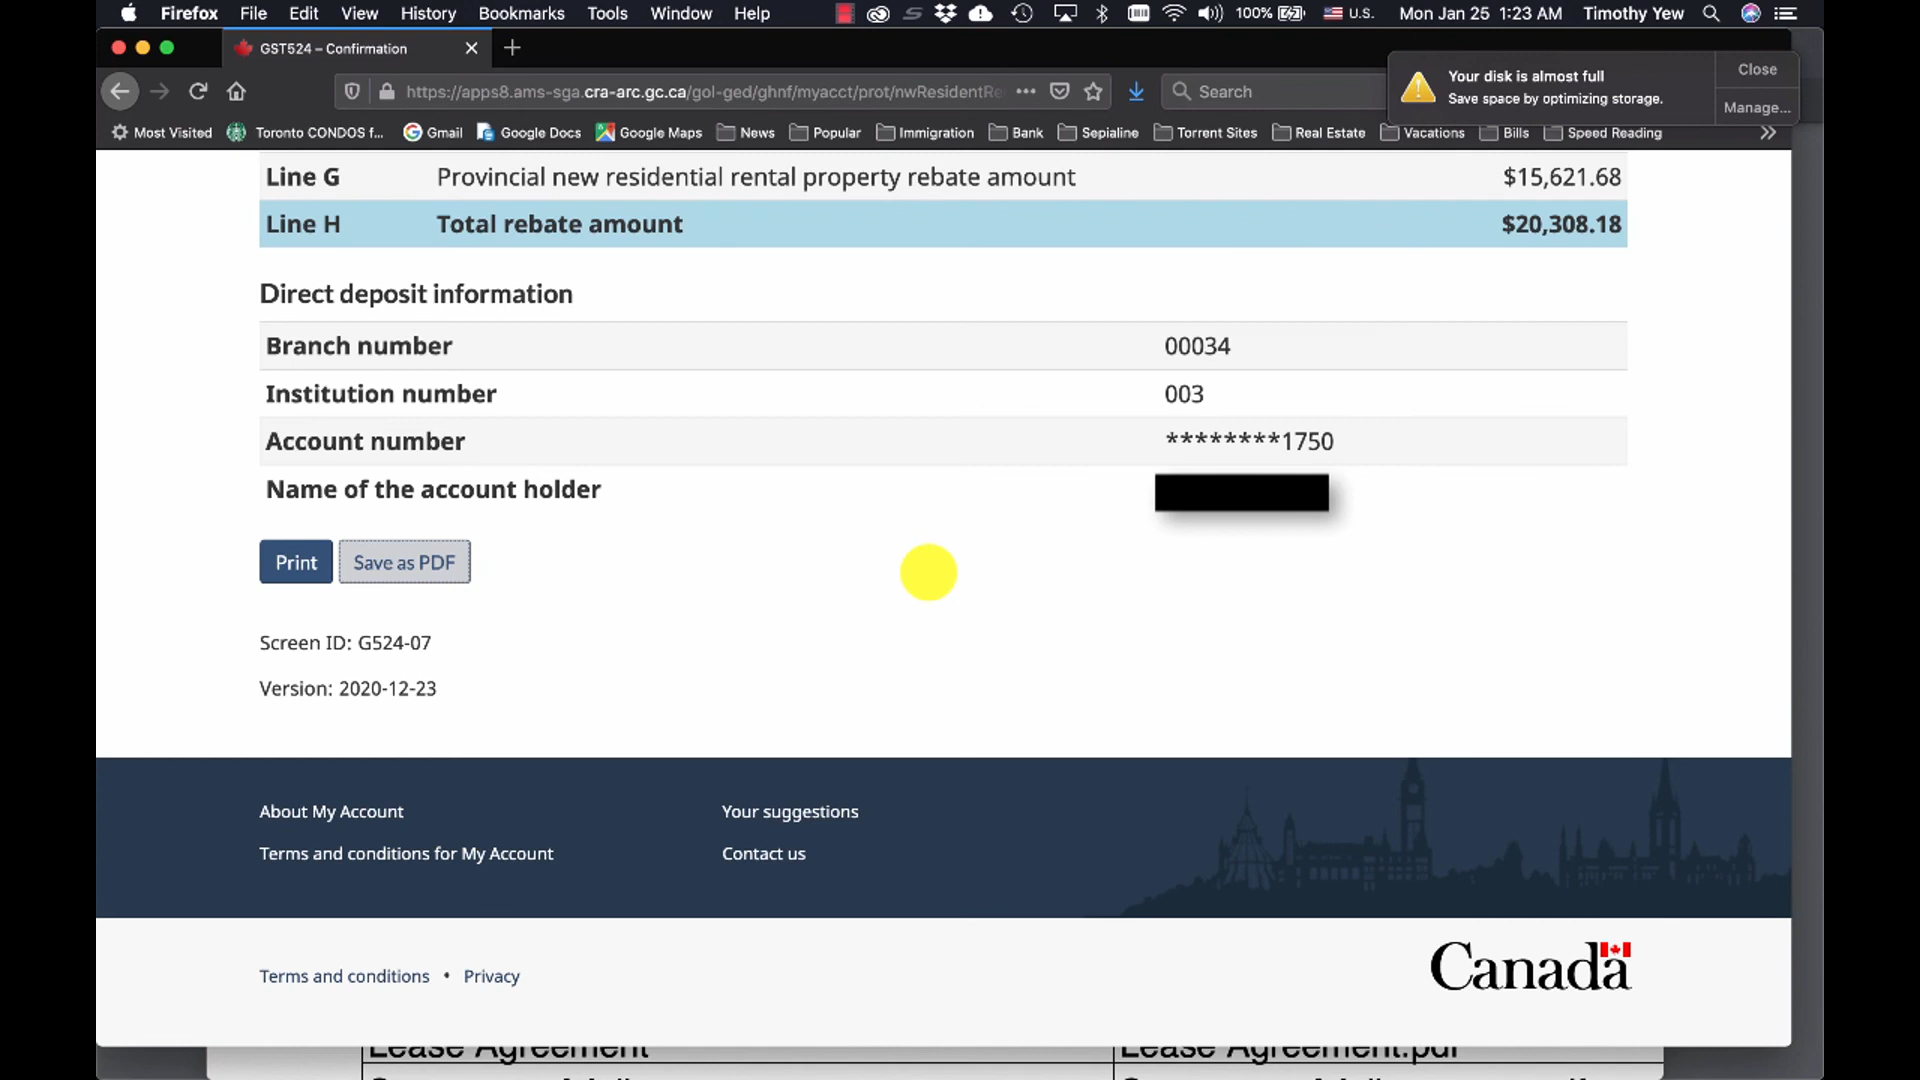 Firefox File Edit View History Bookmarks Tools Window Help 100% U.S. Mon Jan 25 1:23 AM Timothy Yew
GST524 – Confirmation
https://apps8.ams-sga.cra-arc.gc.ca/gol-ged/ghnf/myacct/prot/nwResidentRe
Search
Your disk is almost full
Save space by optimizing storage.
Close
Manage...
Most Visited Toronto CONDOS f... Gmail Google Docs Google Maps News Popular Immigration Bank Sepialine Torrent Sites Real Estate Vacations Bills Speed Reading
Line G Provincial new residential rental property rebate amount $15,621.68
Line H Total rebate amount $20,308.18
Direct deposit information
Branch number 00034
Institution number 003
Account number ********1750
Name of the account holder
Print Save as PDF
Screen ID: G524-07
Version: 2020-12-23
About My Account Your suggestions
Terms and conditions for My Account Contact us
Terms and conditions • Privacy
Canada
Lease Agreement Lease Agreement.pdf